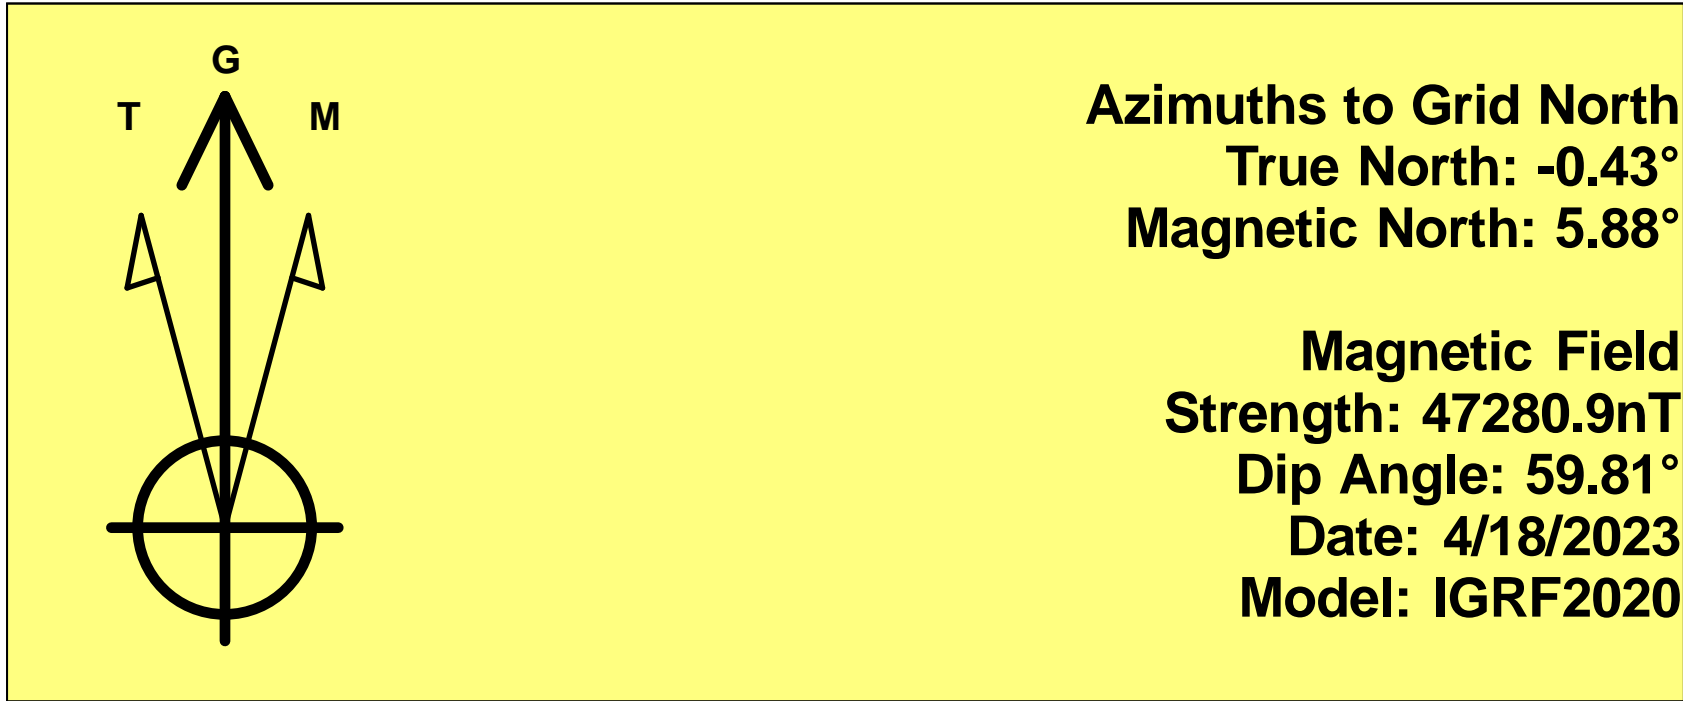 G
T M
Azimuths to Grid North
True North: -0.43°
Magnetic North: 5.88°
Magnetic Field
Strength: 47280.9nT
Dip Angle: 59.81°
Date: 4/18/2023
Model: IGRF2020